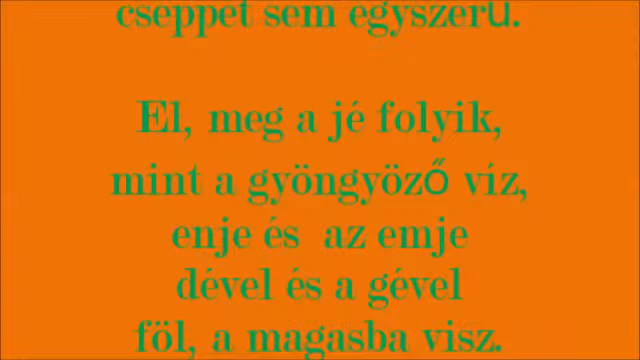 cseppet sem egyszerű.
El, meg a jé folyik,
mint a gyöngyöző víz,
enje és az emje
dével és a gével
föl, a magasba visz.